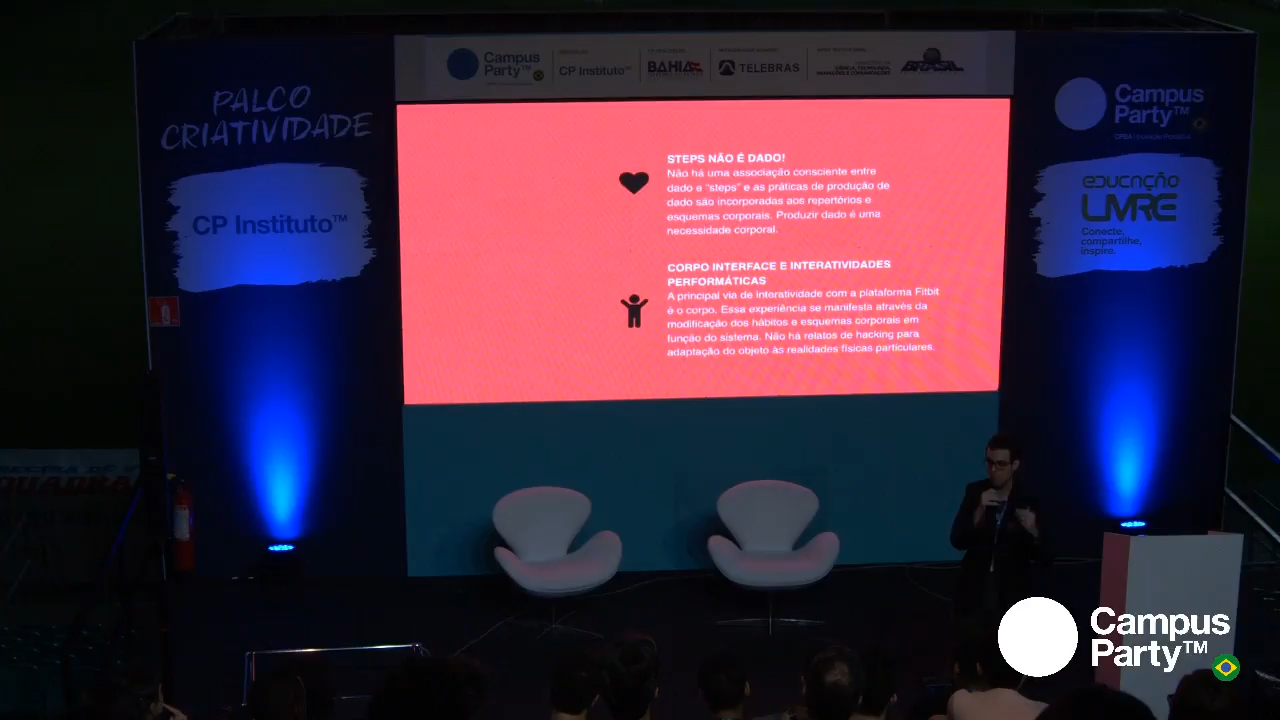 PALCO
CRIATIVIDADE
CP Instituto™
Campus
Party™
CP Instituto™
BAHIA
TELEBRAS
BRASIL
STEPS NÃO É DADO!
Não há uma associação consciente entre
dado e “steps” e as práticas de produção de
dado são incorporadas aos repertórios e
esquemas corporais. Produzir dado é uma
necessidade corporal.
CORPO INTERFACE E INTERATIVIDADES
PERFORMÁTICAS
A principal via de interatividade com a plataforma Fitbit
é o corpo. Essa experiência se manifesta através da
modificação dos hábitos e esquemas corporais em
função do sistema. Não há relatos de hacking para
adaptação do objeto às realidades físicas particulares.
Campus
Party™
EDUCAÇÃO
LIVRE
Conecte,
compartilhe,
inspire.
Campus
Party™